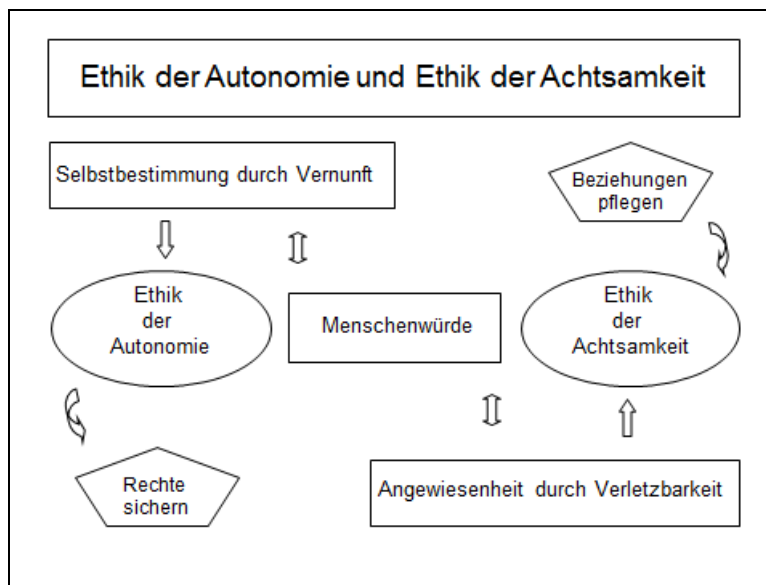 Ethik der Autonomie und Ethik der Achtsamkeit
Selbstbestimmung durch Vernunft
Beziehungen
pflegen
Ethik
der
Autonomie
Menschenwürde
Ethik
der
Achtsamkeit
Rechte
sichern
Angewiesenheit durch Verletzbarkeit